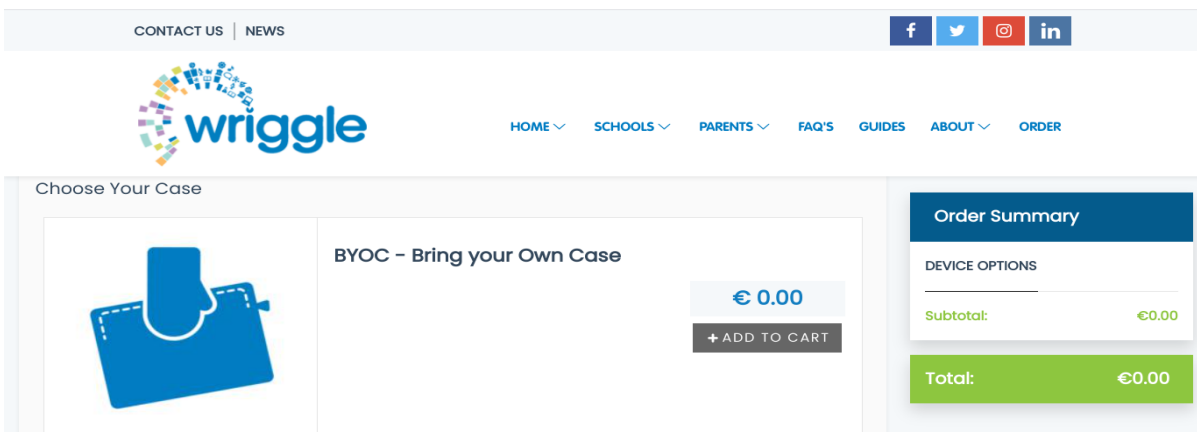 CONTACT US | NEWS
f in
wriggle
HOME SCHOOLS PARENTS FAQ'S GUIDES ABOUT ORDER
Choose Your Case
BYOC - Bring your Own Case
€ 0.00
+ ADD TO CART
Order Summary
DEVICE OPTIONS
Subtotal: €0.00
Total: €0.00